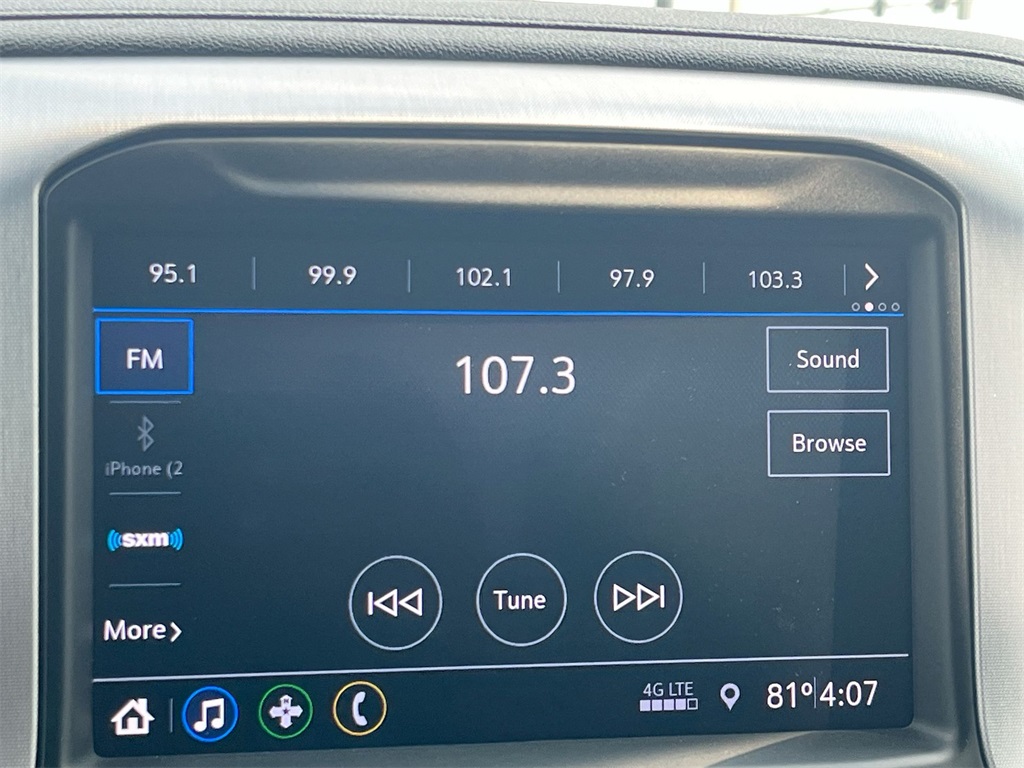 95.1 99.9 102.1 97.9 103.3
FM
107.3
Sound
iPhone (2
Browse
sxm
Tune
More
4G LTE
81° 4:07